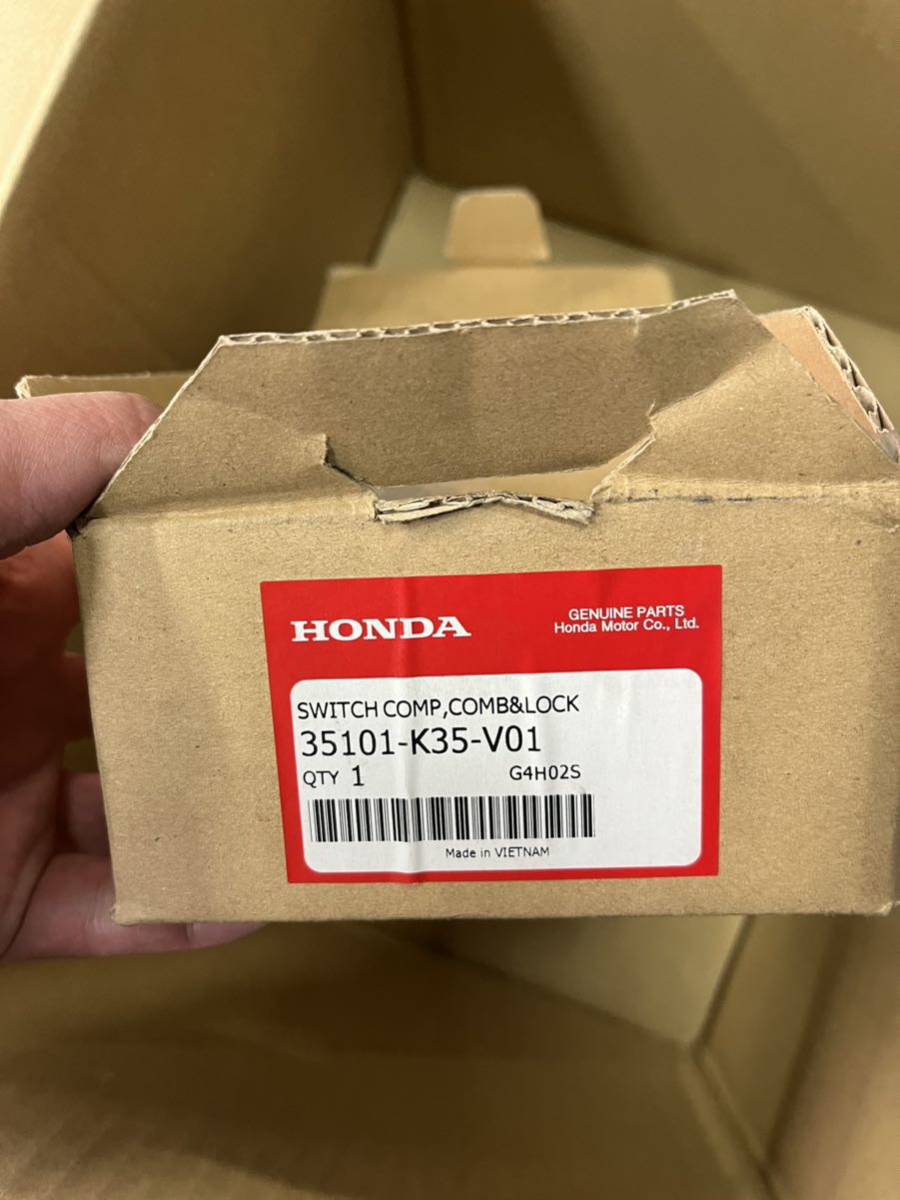 HONDA
GENUINE PARTS
Honda Motor Co., Ltd.
SWITCH COMP,COMB&LOCK
35101-K35-V01
QTY 1 G4H02S
Made in VIETNAM